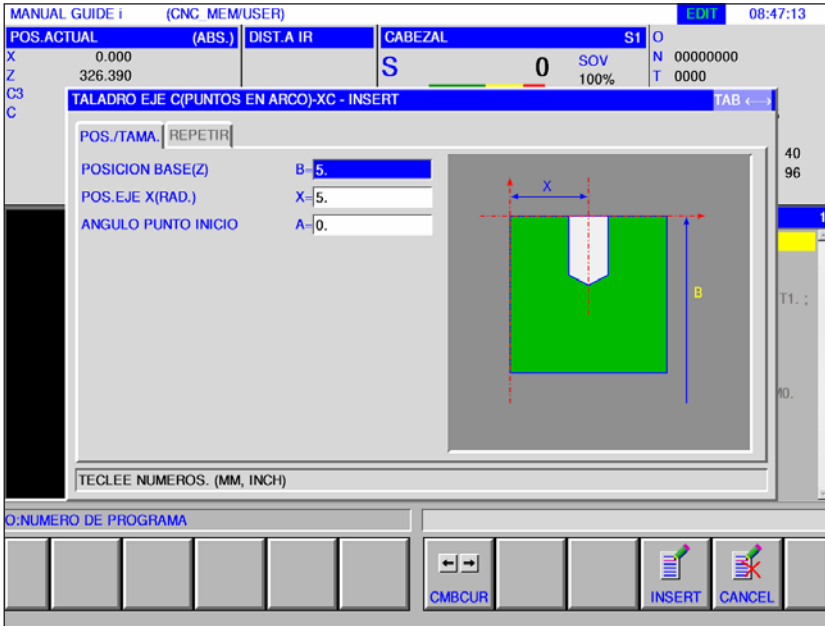 MANUAL GUIDE i (CNC_MEM/USER) EDIT 08:47:13
POS.ACTUAL (ABS.) DIST.A IR CABEZAL S1 O
X 0.000 S 0 SOV N 00000000
Z 326.390 100% T 0000
C3
C
TALADRO EJE C(PUNTOS EN ARCO)-XC - INSERT TAB ←→
POS./TAMA. REPETIR
POSICION BASE(Z) B=5.
POS.EJE X(RAD.) X=5.
ANGULO PUNTO INICIO A=0.
X
B
40
96
1
T1. ;
M0.
TECLEE NUMEROS. (MM, INCH)
O:NUMERO DE PROGRAMA
CMBCUR INSERT CANCEL